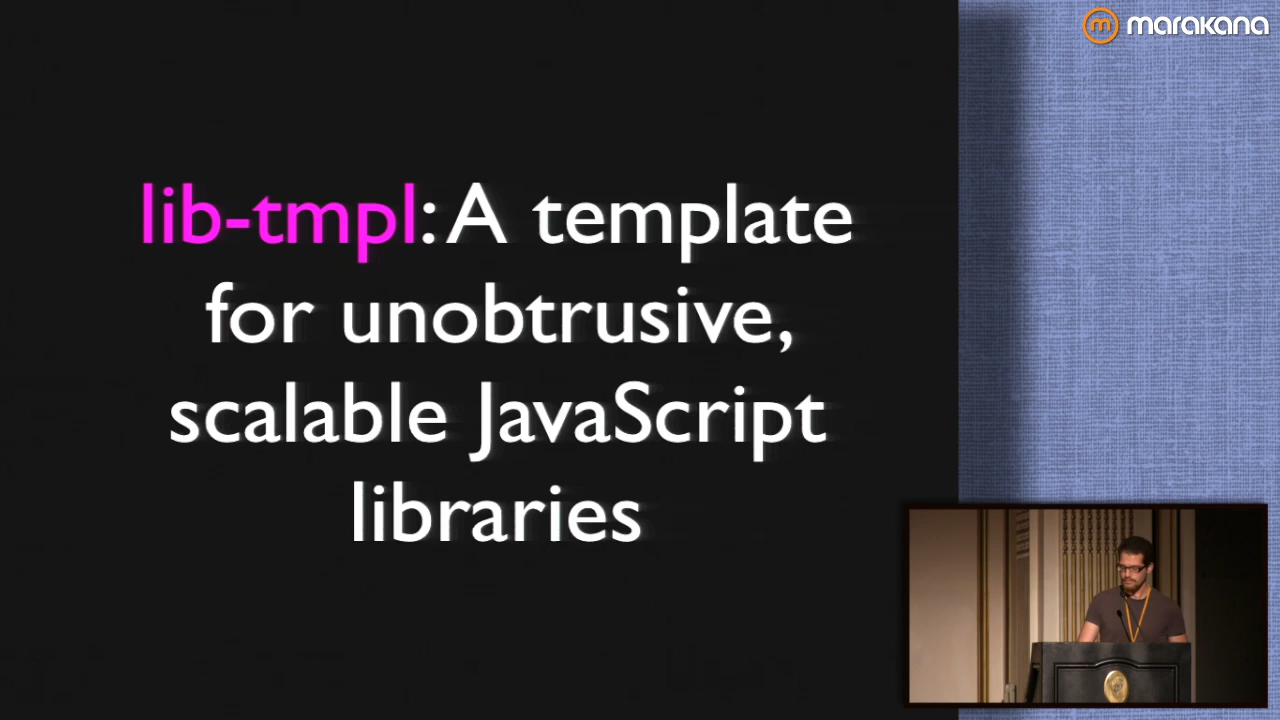 marakana
lib-tmpl: A template
for unobtrusive,
scalable JavaScript
libraries